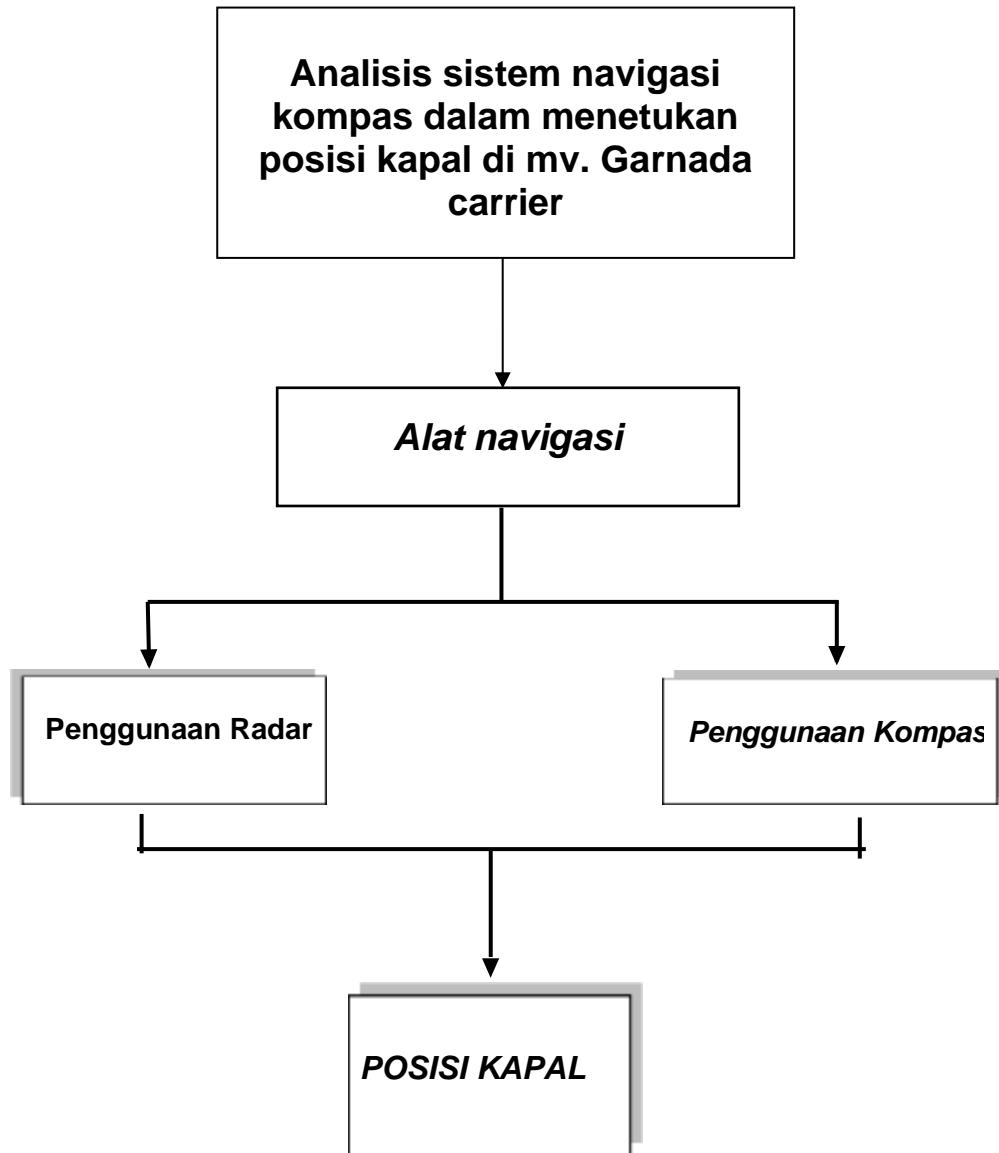 Analisis sistem navigasi
kompas dalam menetukan
posisi kapal di mv. Garnada
carrier
Alat navigasi
Penggunaan Radar
Penggunaan Kompas
POSISI KAPAL